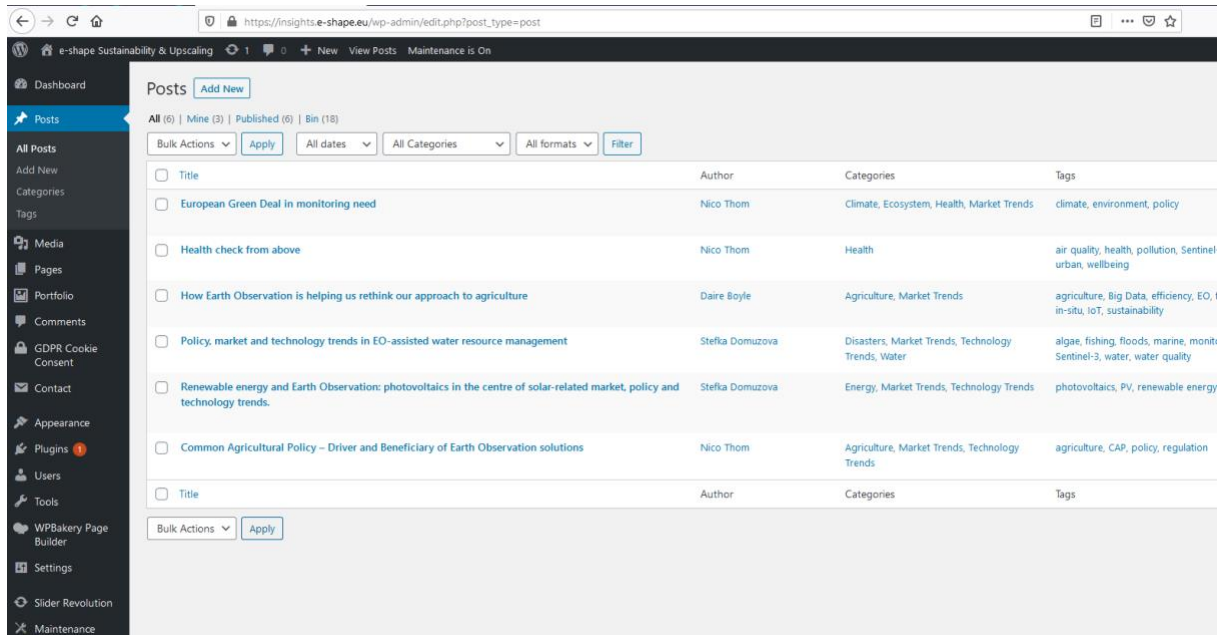 https://insights.e-shape.eu/wp-admin/edit.php?post_type=post
e-shape Sustainability & Upscaling 1 0 + New View Posts Maintenance is On
Dashboard
Posts
All Posts
Add New
Categories
Tags
Media
Pages
Portfolio
Comments
GDPR Cookie
Consent
Contact
Appearance
Plugins 1
Users
Tools
WPBakery Page
Builder
Settings
Slider Revolution
Maintenance
Posts Add New
All (6) | Mine (3) | Published (6) | Bin (18)
Bulk Actions Apply All dates All Categories All formats Filter
Title Author Categories Tags
European Green Deal in monitoring need Nico Thom Climate, Ecosystem, Health, Market Trends climate, environment, policy
Health check from above Nico Thom Health air quality, health, pollution, Sentinel-
urban, wellbeing
How Earth Observation is helping us rethink our approach to agriculture Daire Boyle Agriculture, Market Trends agriculture, Big Data, efficiency, EO,
in-situ, IoT, sustainability
Policy, market and technology trends in EO-assisted water resource management Stefka Domuzova Disasters, Market Trends, Technology algae, fishing, floods, marine,
Trends, Water Sentinel-3, water, water quality
Renewable energy and Earth Observation: photovoltaics in the centre of solar-related market, policy and Stefka Domuzova Energy, Market Trends, Technology Trends photovoltaics, PV, renewable energy
technology trends.
Common Agricultural Policy – Driver and Beneficiary of Earth Observation solutions Nico Thom Agriculture, Market Trends, Technology agriculture, CAP, policy, regulation
Trends
Title Author Categories Tags
Bulk Actions Apply